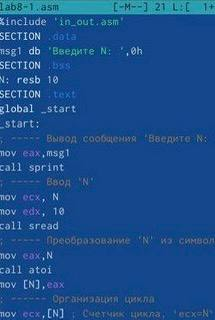 lab8-1.asm [-M--] 21 L:[ 1+
%include 'in_out.asm'
SECTION .data
msg1 db 'Введите N: ',0h
SECTION .bss
N: resb 10
SECTION .text
global _start
_start:
; ----- Вывод сообщения 'Введите N:
mov eax,msg1
call sprint
; ----- Ввод 'N'
mov ecx, N
mov edx, 10
call sread
; ----- Преобразование 'N' из символ
mov eax,N
call atoi
mov [N],eax
; ------ Организация цикла
mov ecx,[N] ; Счетчик цикла, 'ecx=N'